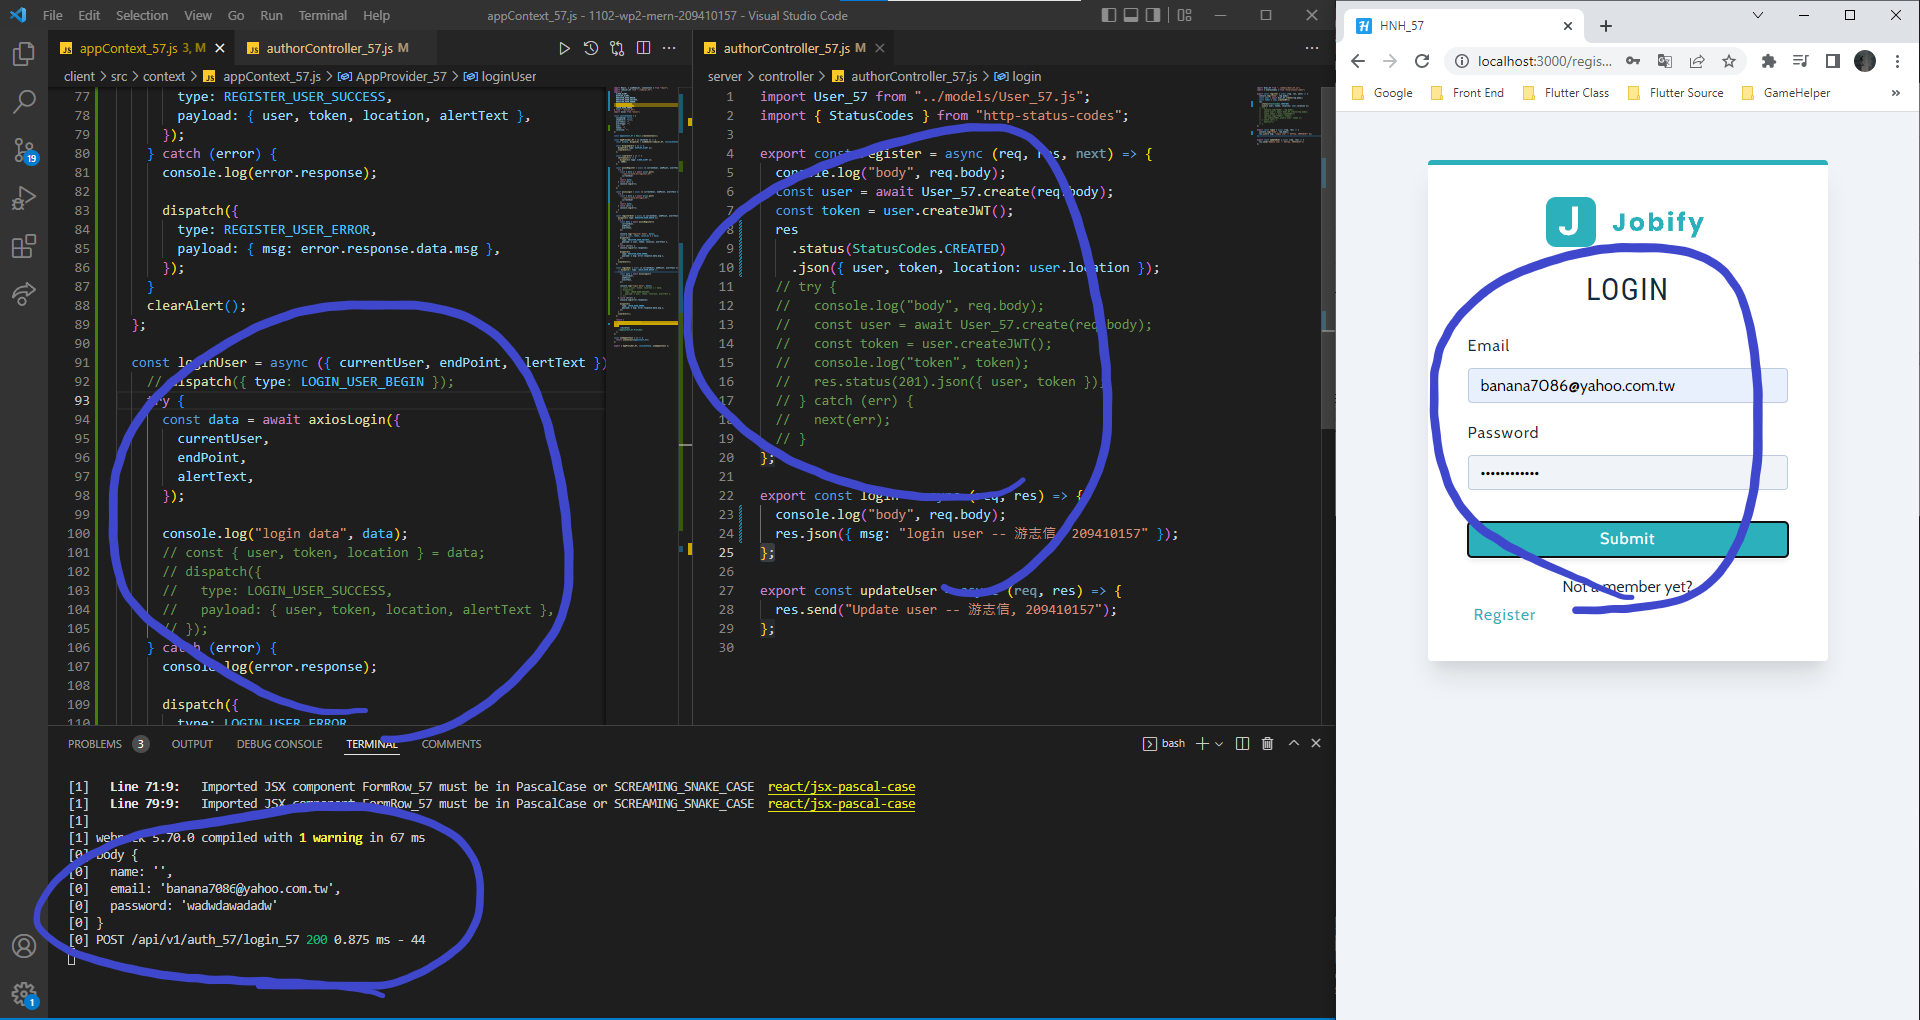 File Edit Selection View Go Run Terminal Help
appContext_57.js - 1102-wp2-mern-209410157 - Visual Studio Code
appContext_57.js 3, M
authorController_57.js M
client > src > context > appContext_57.js > AppProvider_57 > loginUser
77 type: REGISTER_USER_SUCCESS,
78 payload: { user, token, location, alertText },
79 });
80 } catch (error) {
81 console.log(error.response);
82
83 dispatch({
84 type: REGISTER_USER_ERROR,
85 payload: { msg: error.response.data.msg },
86 });
87 }
88 clearAlert();
89 };
90
91 const loginUser = async ({ currentUser, endPoint, alertText })
92 // dispatch({ type: LOGIN_USER_BEGIN });
93 try {
94 const data = await axiosLogin({
95 currentUser,
96 endPoint,
97 alertText,
98 });
99
100 console.log("login data", data);
101 // const { user, token, location } = data;
102 // dispatch({
103 // type: LOGIN_USER_SUCCESS,
104 // payload: { user, token, location, alertText },
105 // });
106 } catch (error) {
107 console.log(error.response);
108
109 dispatch({
110 type: LOGIN_USER_ERROR
authorController_57.js M
server > controller > authorController_57.js > login
1 import User_57 from "../models/User_57.js";
2 import { StatusCodes } from "http-status-codes";
3
4 export const register = async (req, res, next) => {
5 console.log("body", req.body);
6 const user = await User_57.create(req.body);
7 const token = user.createJWT();
8 res
9 .status(StatusCodes.CREATED)
10 .json({ user, token, location: user.location });
11 // try {
12 // console.log("body", req.body);
13 // const user = await User_57.create(req.body);
14 // const token = user.createJWT();
15 // console.log("token", token);
16 // res.status(201).json({ user, token });
17 // } catch (err) {
18 // next(err);
19 // }
20 };
21
22 export const login = async (req, res) => {
23 console.log("body", req.body);
24 res.json({ msg: "login user -- 游志信, 209410157" });
25 };
26
27 export const updateUser = async (req, res) => {
28 res.send("Update user -- 游志信, 209410157");
29 };
30
PROBLEMS 3 OUTPUT DEBUG CONSOLE TERMINAL COMMENTS
bash
[1] Line 71:9: Imported JSX component FormRow_57 must be in PascalCase or SCREAMING_SNAKE_CASE react/jsx-pascal-case
[1] Line 79:9: Imported JSX component FormRow_57 must be in PascalCase or SCREAMING_SNAKE_CASE react/jsx-pascal-case
[1]
[1] webpack 5.70.0 compiled with 1 warning in 67 ms
[0] body {
[0] name: '',
[0] email: 'banana7086@yahoo.com.tw',
[0] password: 'wadwdawadadw'
[0] }
[0] POST /api/v1/auth_57/login_57 200 0.875 ms - 44
19
1
HNH_57
localhost:3000/regis...
Google Front End Flutter Class Flutter Source GameHelper »
J Jobify
LOGIN
Email
banana7086@yahoo.com.tw
Password
••••••••••••
Submit
Not a member yet?
Register